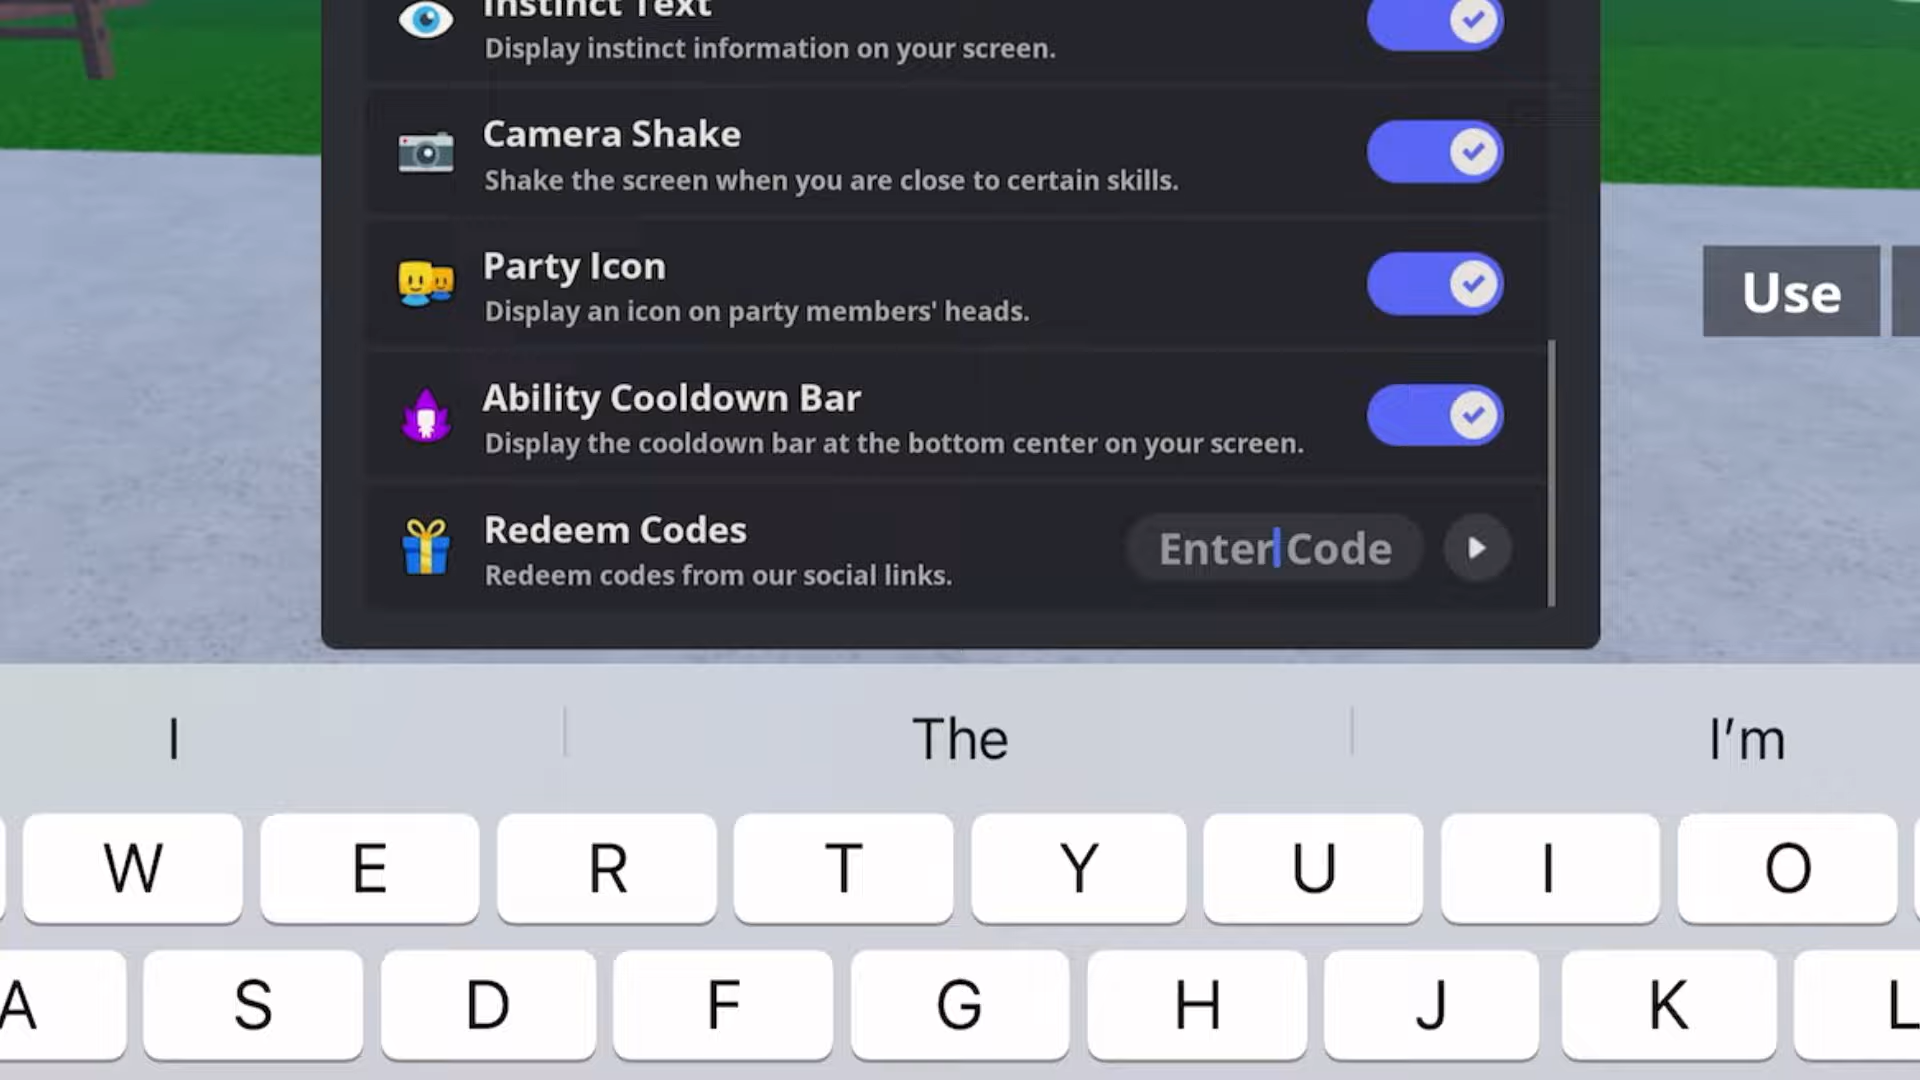 Instinct Text
Display instinct information on your screen.
Camera Shake
Shake the screen when you are close to certain skills.
Party Icon
Display an icon on party members' heads.
Use
Ability Cooldown Bar
Display the cooldown bar at the bottom center on your screen.
Redeem Codes
Redeem codes from our social links.
Enter Code
I The I'm
W E R T Y U I O
A S D F G H J K L